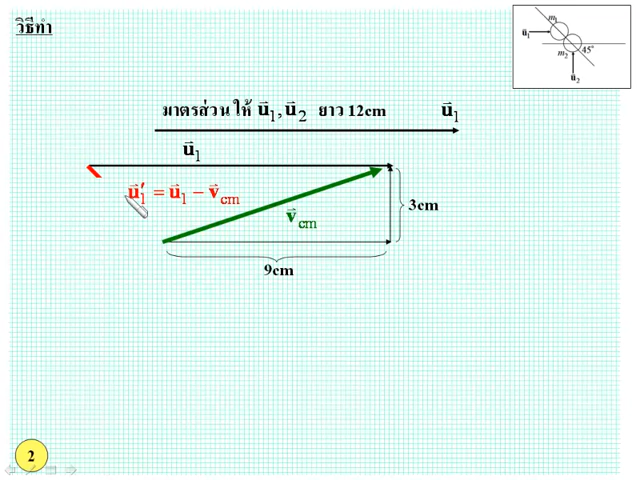 วิธีทำ
m₁
u⃗₁
m₂
45°
u⃗₂
มาตรส่วน ให้ u⃗₁, u⃗₂ ยาว 12cm
u⃗₁
u⃗₁
u⃗₁′ = u⃗₁ − v⃗cm
v⃗cm
3cm
9cm
2